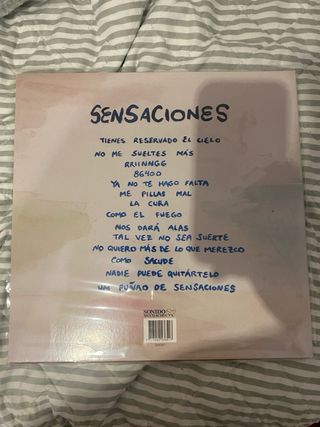 SENSACIONES
TIENES RESERVADO EL CIELO
NO ME SUELTES MÁS
RRIINNGG
86400
YA NO TE HAGO FALTA
ME PILLAS MAL
LA CURA
COMO EL FUEGO
NOS DARÁ ALAS
TAL VEZ NO SEA SUERTE
NO QUIERO MÁS DE LO QUE MEREZCO
COMO SACUDE
NADIE PUEDE QUITÁRTELO
UM PUÑAO DE SENSACIONES
SONIDO